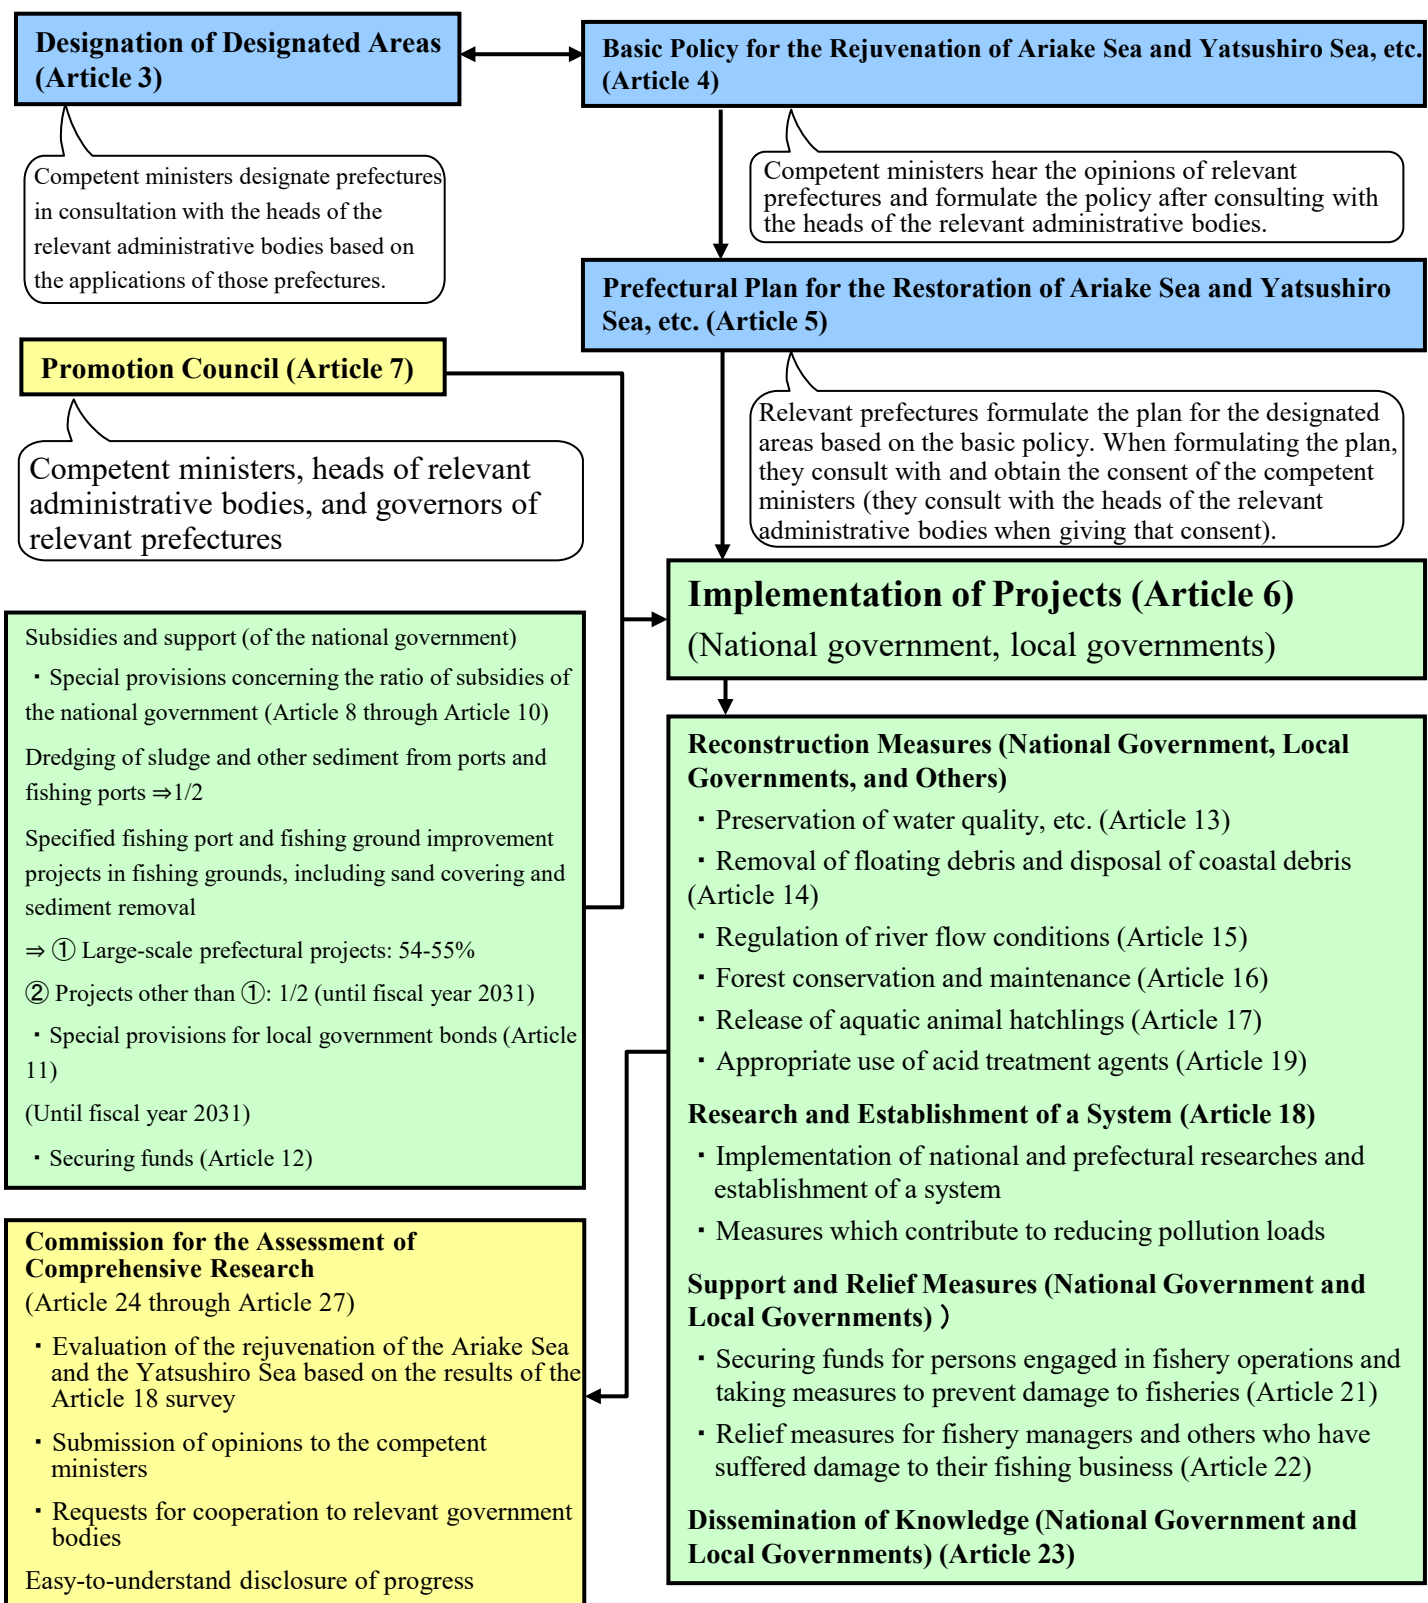 Designation of Designated Areas
(Article 3)
Basic Policy for the Rejuvenation of Ariake Sea and Yatsushiro Sea, etc.
(Article 4)
Competent ministers designate prefectures
in consultation with the heads of the
relevant administrative bodies based on
the applications of those prefectures.
Competent ministers hear the opinions of relevant
prefectures and formulate the policy after consulting with
the heads of the relevant administrative bodies.
Prefectural Plan for the Restoration of Ariake Sea and Yatsushiro
Sea, etc. (Article 5)
Promotion Council (Article 7)
Relevant prefectures formulate the plan for the designated
areas based on the basic policy. When formulating the plan,
they consult with and obtain the consent of the competent
ministers (they consult with the heads of the relevant
administrative bodies when giving that consent).
Competent ministers, heads of relevant
administrative bodies, and governors of
relevant prefectures
Implementation of Projects (Article 6)
(National government, local governments)
Subsidies and support (of the national government)
・Special provisions concerning the ratio of subsidies of
the national government (Article 8 through Article 10)
Dredging of sludge and other sediment from ports and
fishing ports ⇒1/2
Specified fishing port and fishing ground improvement
projects in fishing grounds, including sand covering and
sediment removal
⇒ ① Large-scale prefectural projects: 54-55%
② Projects other than ①: 1/2 (until fiscal year 2031)
・Special provisions for local government bonds (Article
11)
(Until fiscal year 2031)
・Securing funds (Article 12)
Reconstruction Measures (National Government, Local
Governments, and Others)
・Preservation of water quality, etc. (Article 13)
・Removal of floating debris and disposal of coastal debris
(Article 14)
・Regulation of river flow conditions (Article 15)
・Forest conservation and maintenance (Article 16)
・Release of aquatic animal hatchlings (Article 17)
・Appropriate use of acid treatment agents (Article 19)
Research and Establishment of a System (Article 18)
・Implementation of national and prefectural researches and
establishment of a system
・Measures which contribute to reducing pollution loads
Support and Relief Measures (National Government and
Local Governments) ）
・Securing funds for persons engaged in fishery operations and
taking measures to prevent damage to fisheries (Article 21)
・Relief measures for fishery managers and others who have
suffered damage to their fishing business (Article 22)
Dissemination of Knowledge (National Government and
Local Governments) (Article 23)
Commission for the Assessment of
Comprehensive Research
(Article 24 through Article 27)
・Evaluation of the rejuvenation of the Ariake Sea
and the Yatsushiro Sea based on the results of the
Article 18 survey
・Submission of opinions to the competent
ministers
・Requests for cooperation to relevant government
bodies
Easy-to-understand disclosure of progress